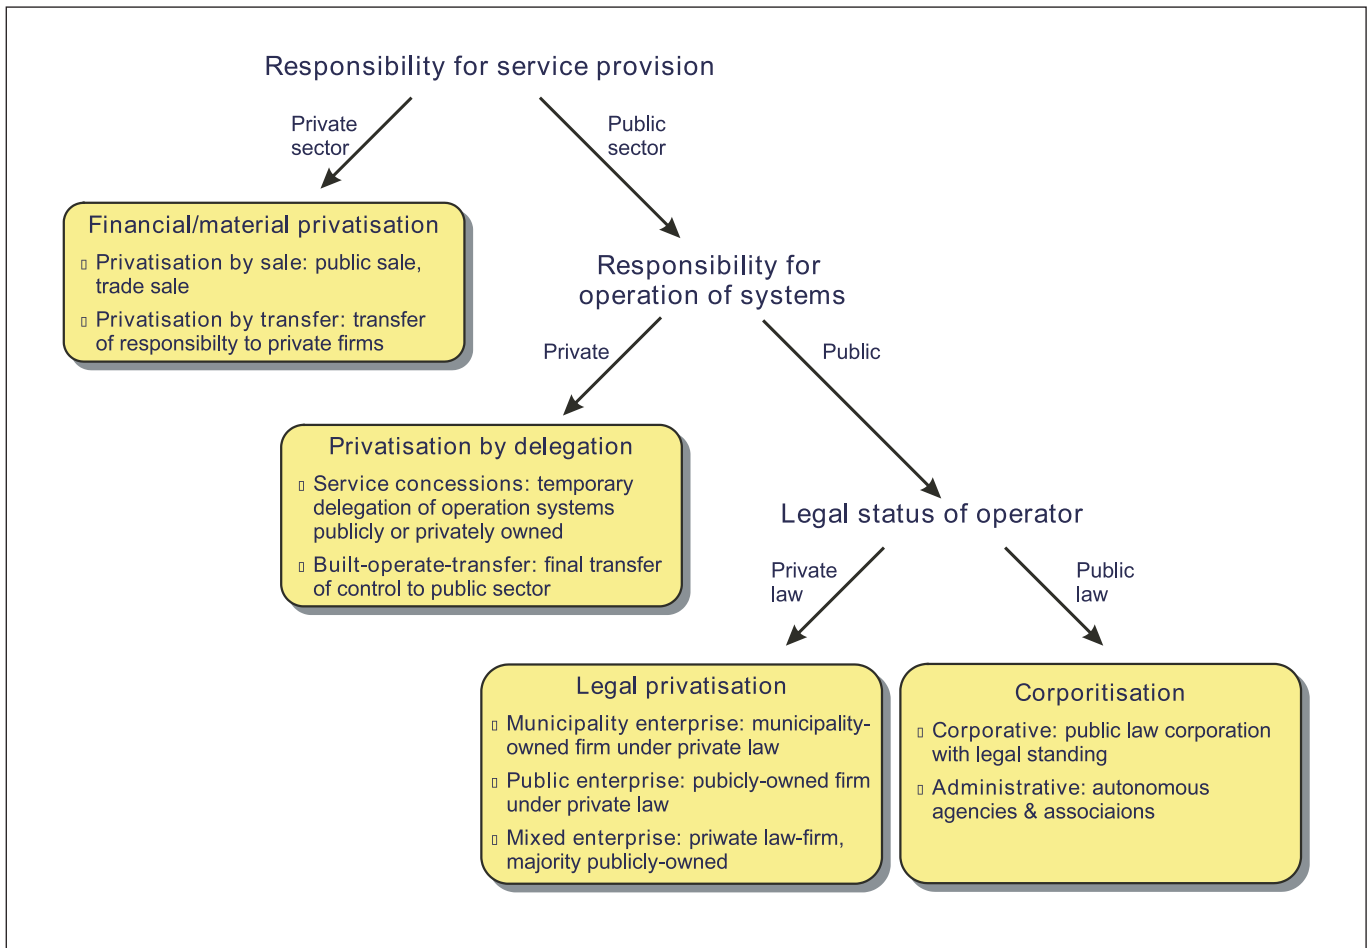 Responsibility for service provision
Private
sector
Public
sector
Financial/material privatisation
▯ Privatisation by sale: public sale,
trade sale
▯ Privatisation by transfer: transfer
of responsibilty to private firms
Responsibility for
operation of systems
Private
Public
Privatisation by delegation
▯ Service concessions: temporary
delegation of operation systems
publicly or privately owned
▯ Built-operate-transfer: final transfer
of control to public sector
Legal status of operator
Private
law
Public
law
Legal privatisation
▯ Municipality enterprise: municipality-
owned firm under private law
▯ Public enterprise: pubicly-owned firm
under private law
▯ Mixed enterprise: priwate law-firm,
majority publicly-owned
Corporitisation
▯ Corporative: public law corporation
with legal standing
▯ Administrative: autonomous
agencies & associaions